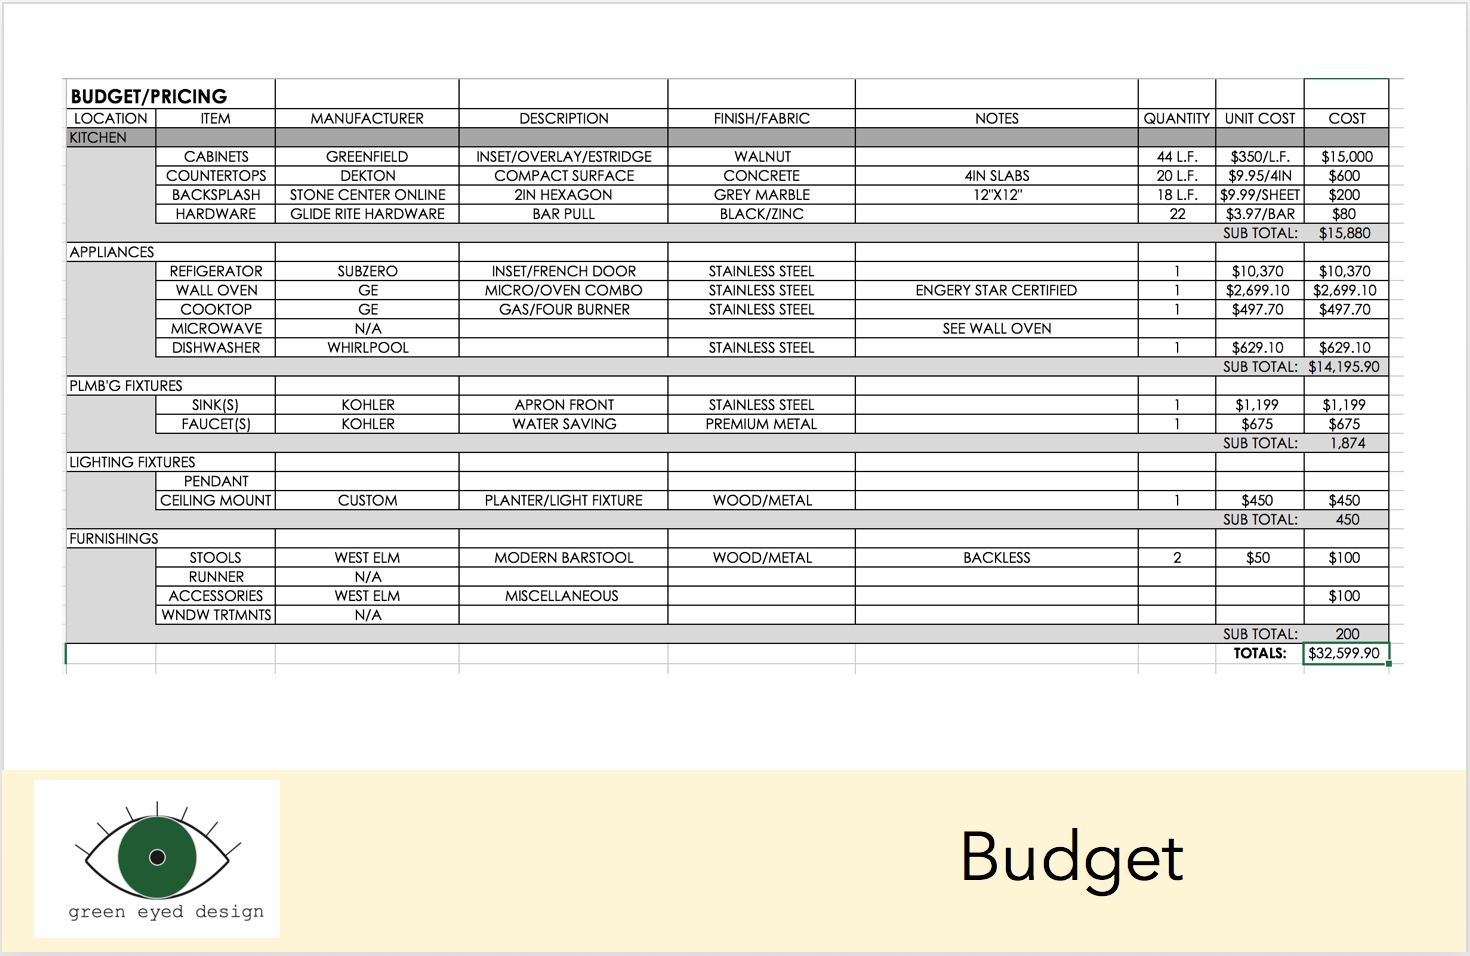 BUDGET/PRICING
LOCATION ITEM MANUFACTURER DESCRIPTION FINISH/FABRIC NOTES QUANTITY UNIT COST COST
KITCHEN
CABINETS GREENFIELD INSET/OVERLAY/ESTRIDGE WALNUT 44 L.F. $350/L.F. $15,000
COUNTERTOPS DEKTON COMPACT SURFACE CONCRETE 4IN SLABS 20 L.F. $9.95/4IN $600
BACKSPLASH STONE CENTER ONLINE 2IN HEXAGON GREY MARBLE 12"X12" 18 L.F. $9.99/SHEET $200
HARDWARE GLIDE RITE HARDWARE BAR PULL BLACK/ZINC 22 $3.97/BAR $80
SUB TOTAL: $15,880
APPLIANCES
REFIGERATOR SUBZERO INSET/FRENCH DOOR STAINLESS STEEL 1 $10,370 $10,370
WALL OVEN GE MICRO/OVEN COMBO STAINLESS STEEL ENGERY STAR CERTIFIED 1 $2,699.10 $2,699.10
COOKTOP GE GAS/FOUR BURNER STAINLESS STEEL 1 $497.70 $497.70
MICROWAVE N/A SEE WALL OVEN
DISHWASHER WHIRLPOOL STAINLESS STEEL 1 $629.10 $629.10
SUB TOTAL: $14,195.90
PLMB'G FIXTURES
SINK(S) KOHLER APRON FRONT STAINLESS STEEL 1 $1,199 $1,199
FAUCET(S) KOHLER WATER SAVING PREMIUM METAL 1 $675 $675
SUB TOTAL: 1,874
LIGHTING FIXTURES
PENDANT
CEILING MOUNT CUSTOM PLANTER/LIGHT FIXTURE WOOD/METAL 1 $450 $450
SUB TOTAL: 450
FURNISHINGS
STOOLS WEST ELM MODERN BARSTOOL WOOD/METAL BACKLESS 2 $50 $100
RUNNER N/A
ACCESSORIES WEST ELM MISCELLANEOUS $100
WNDW TRTMNTS N/A
SUB TOTAL: 200
TOTALS: $32,599.90
Budget
green eyed design